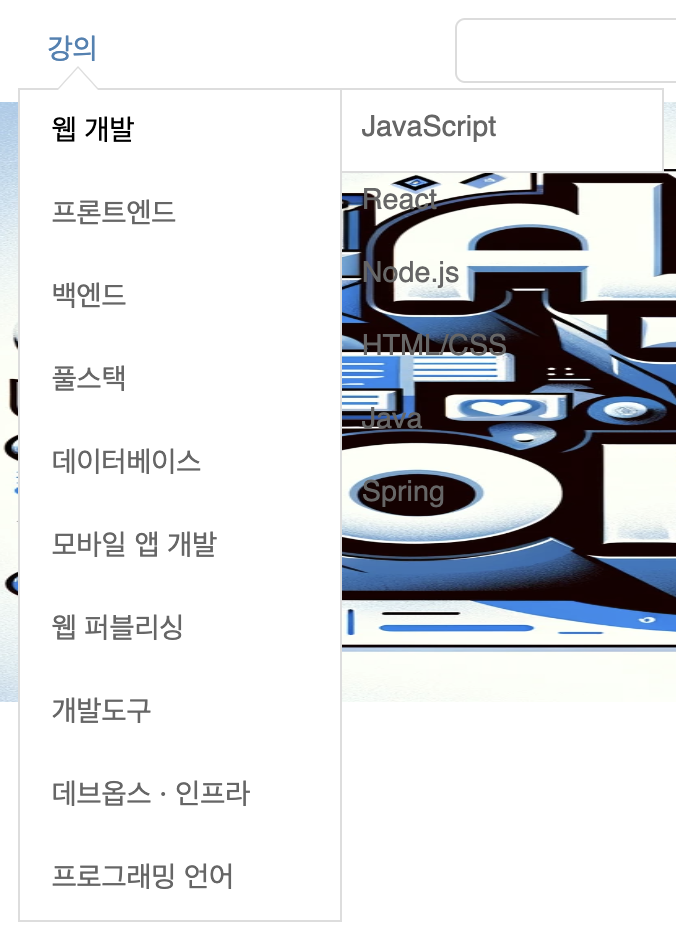 강의
웹 개발
프론트엔드
백엔드
풀스택
데이터베이스
모바일 앱 개발
웹 퍼블리싱
개발도구
데브옵스 · 인프라
프로그래밍 언어
JavaScript
React
Node.js
HTML/CSS
Java
Spring